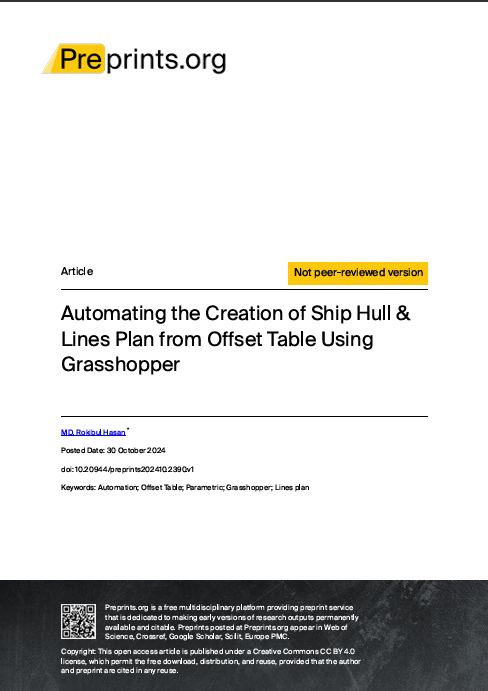 Preprints.org
Article
Not peer-reviewed version
Automating the Creation of Ship Hull &
Lines Plan from Offset Table Using
Grasshopper
MD. Rokibul Hasan *
Posted Date: 30 October 2024
doi: 10.20944/preprints202410.2390.v1
Keywords: Automation; Offset Table; Parametric; Grasshopper; Lines plan
Preprints.org is a free multidisciplinary platform providing preprint service
that is dedicated to making early versions of research outputs permanently
available and citable. Preprints posted at Preprints.org appear in Web of
Science, Crossref, Google Scholar, Scilit, Europe PMC.
Copyright: This open access article is published under a Creative Commons CC BY 4.0
license, which permit the free download, distribution, and reuse, provided that the author
and preprint are cited in any reuse.